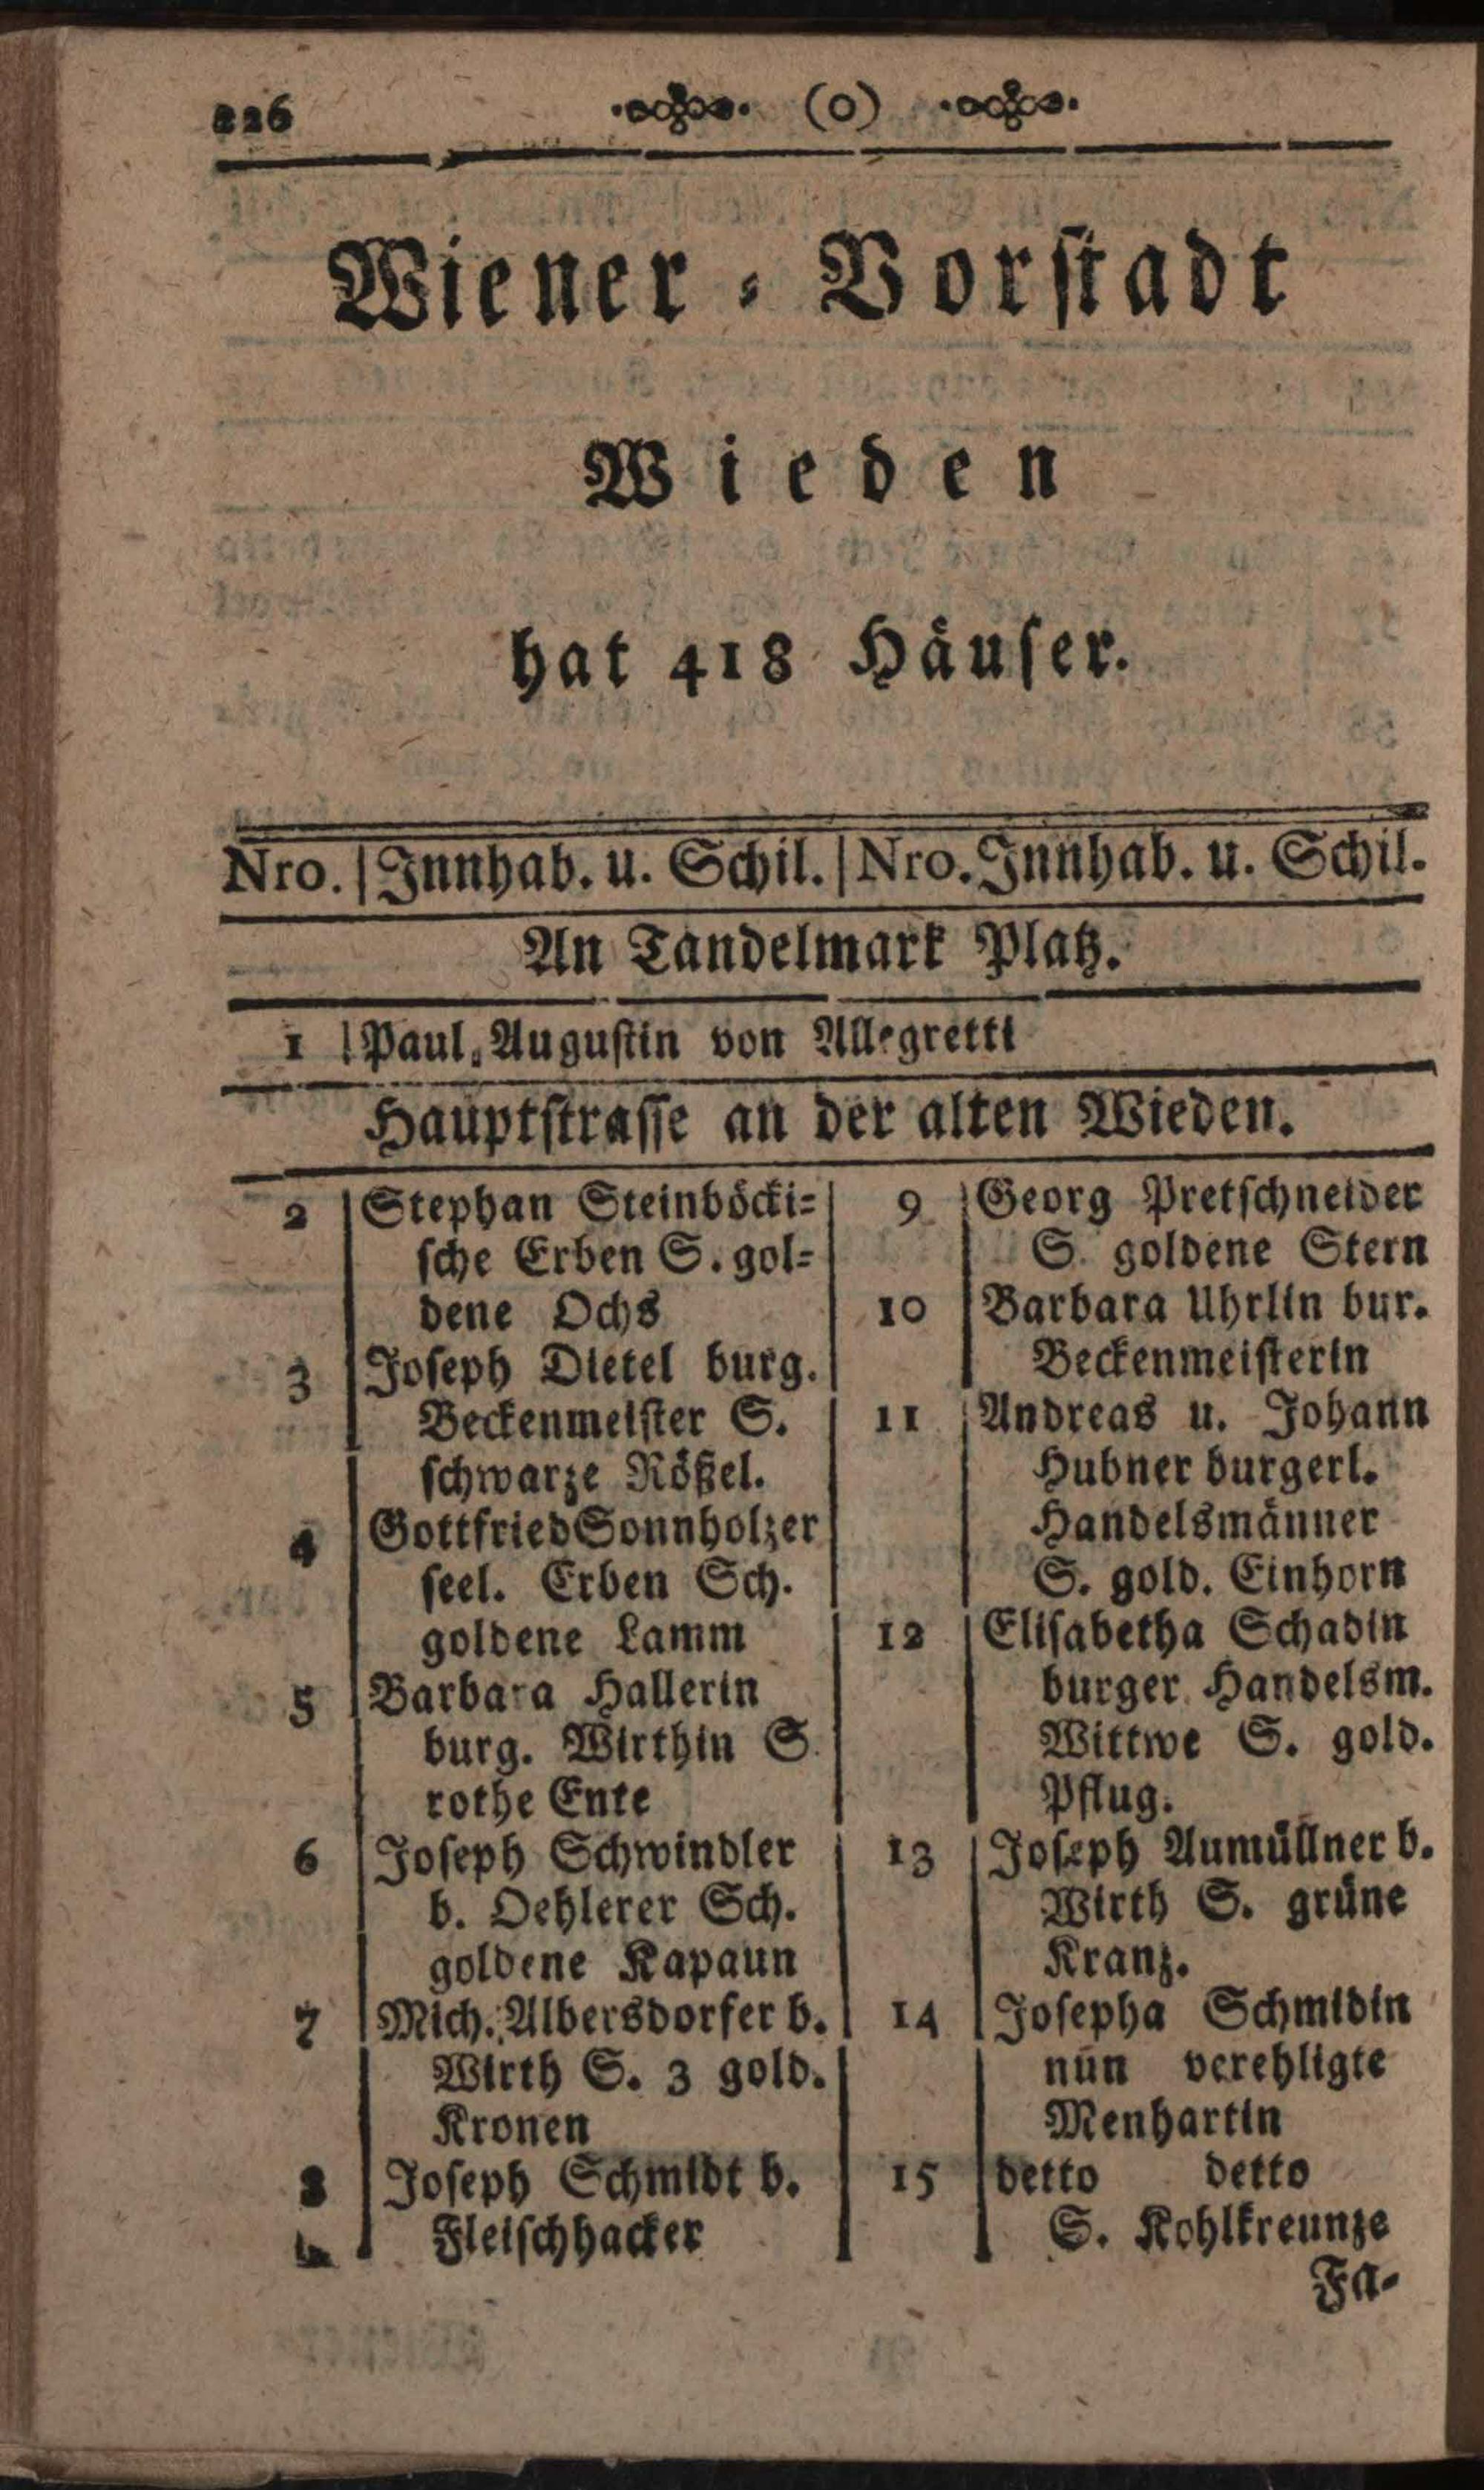 226 (0)
Wiener-Vorstadt
Wieden
hat 418 Häuser.
Nro. Innhab. u. Schil. Nro. Innhab. u. Schil.
An Tandelmark Platz.
1 Paul. Augustin von Allegretti
Hauptstrasse an der alten Wieden.
2 Stephan Steinböcki-
sche Erben S. gol-
dene Ochs
3 Joseph Dietel burg.
Beckenmeister S.
schwarze Rößel.
4 Gottfried Sonnholzer
seel. Erben Sch.
goldene Lamm
5 Barbara Hallerin
burg. Wirthin S.
rothe Ente
6 Joseph Schwindler
b. Oehlerer Sch.
goldene Kapaun
7 Mich. Albersdorfer b.
Wirth S. 3 gold.
Kronen
8 Joseph Schmidt b.
Fleischhacker
9 Georg Pretschneider
S. goldene Stern
10 Barbara Uhrlin bur.
Beckenmeisterin
11 Andreas u. Johann
Hubner burgerl.
Handelsmänner
S. gold. Einhorn
12 Elisabetha Schadin
burger. Handelsm.
Wittwe S. gold.
Pflug.
13 Joseph Aumüllner b.
Wirth S. grüne
Kranz.
14 Josepha Schmidin
nun verehligte
Menhartin
15 detto detto
S. Kohlkreunze
Fa-